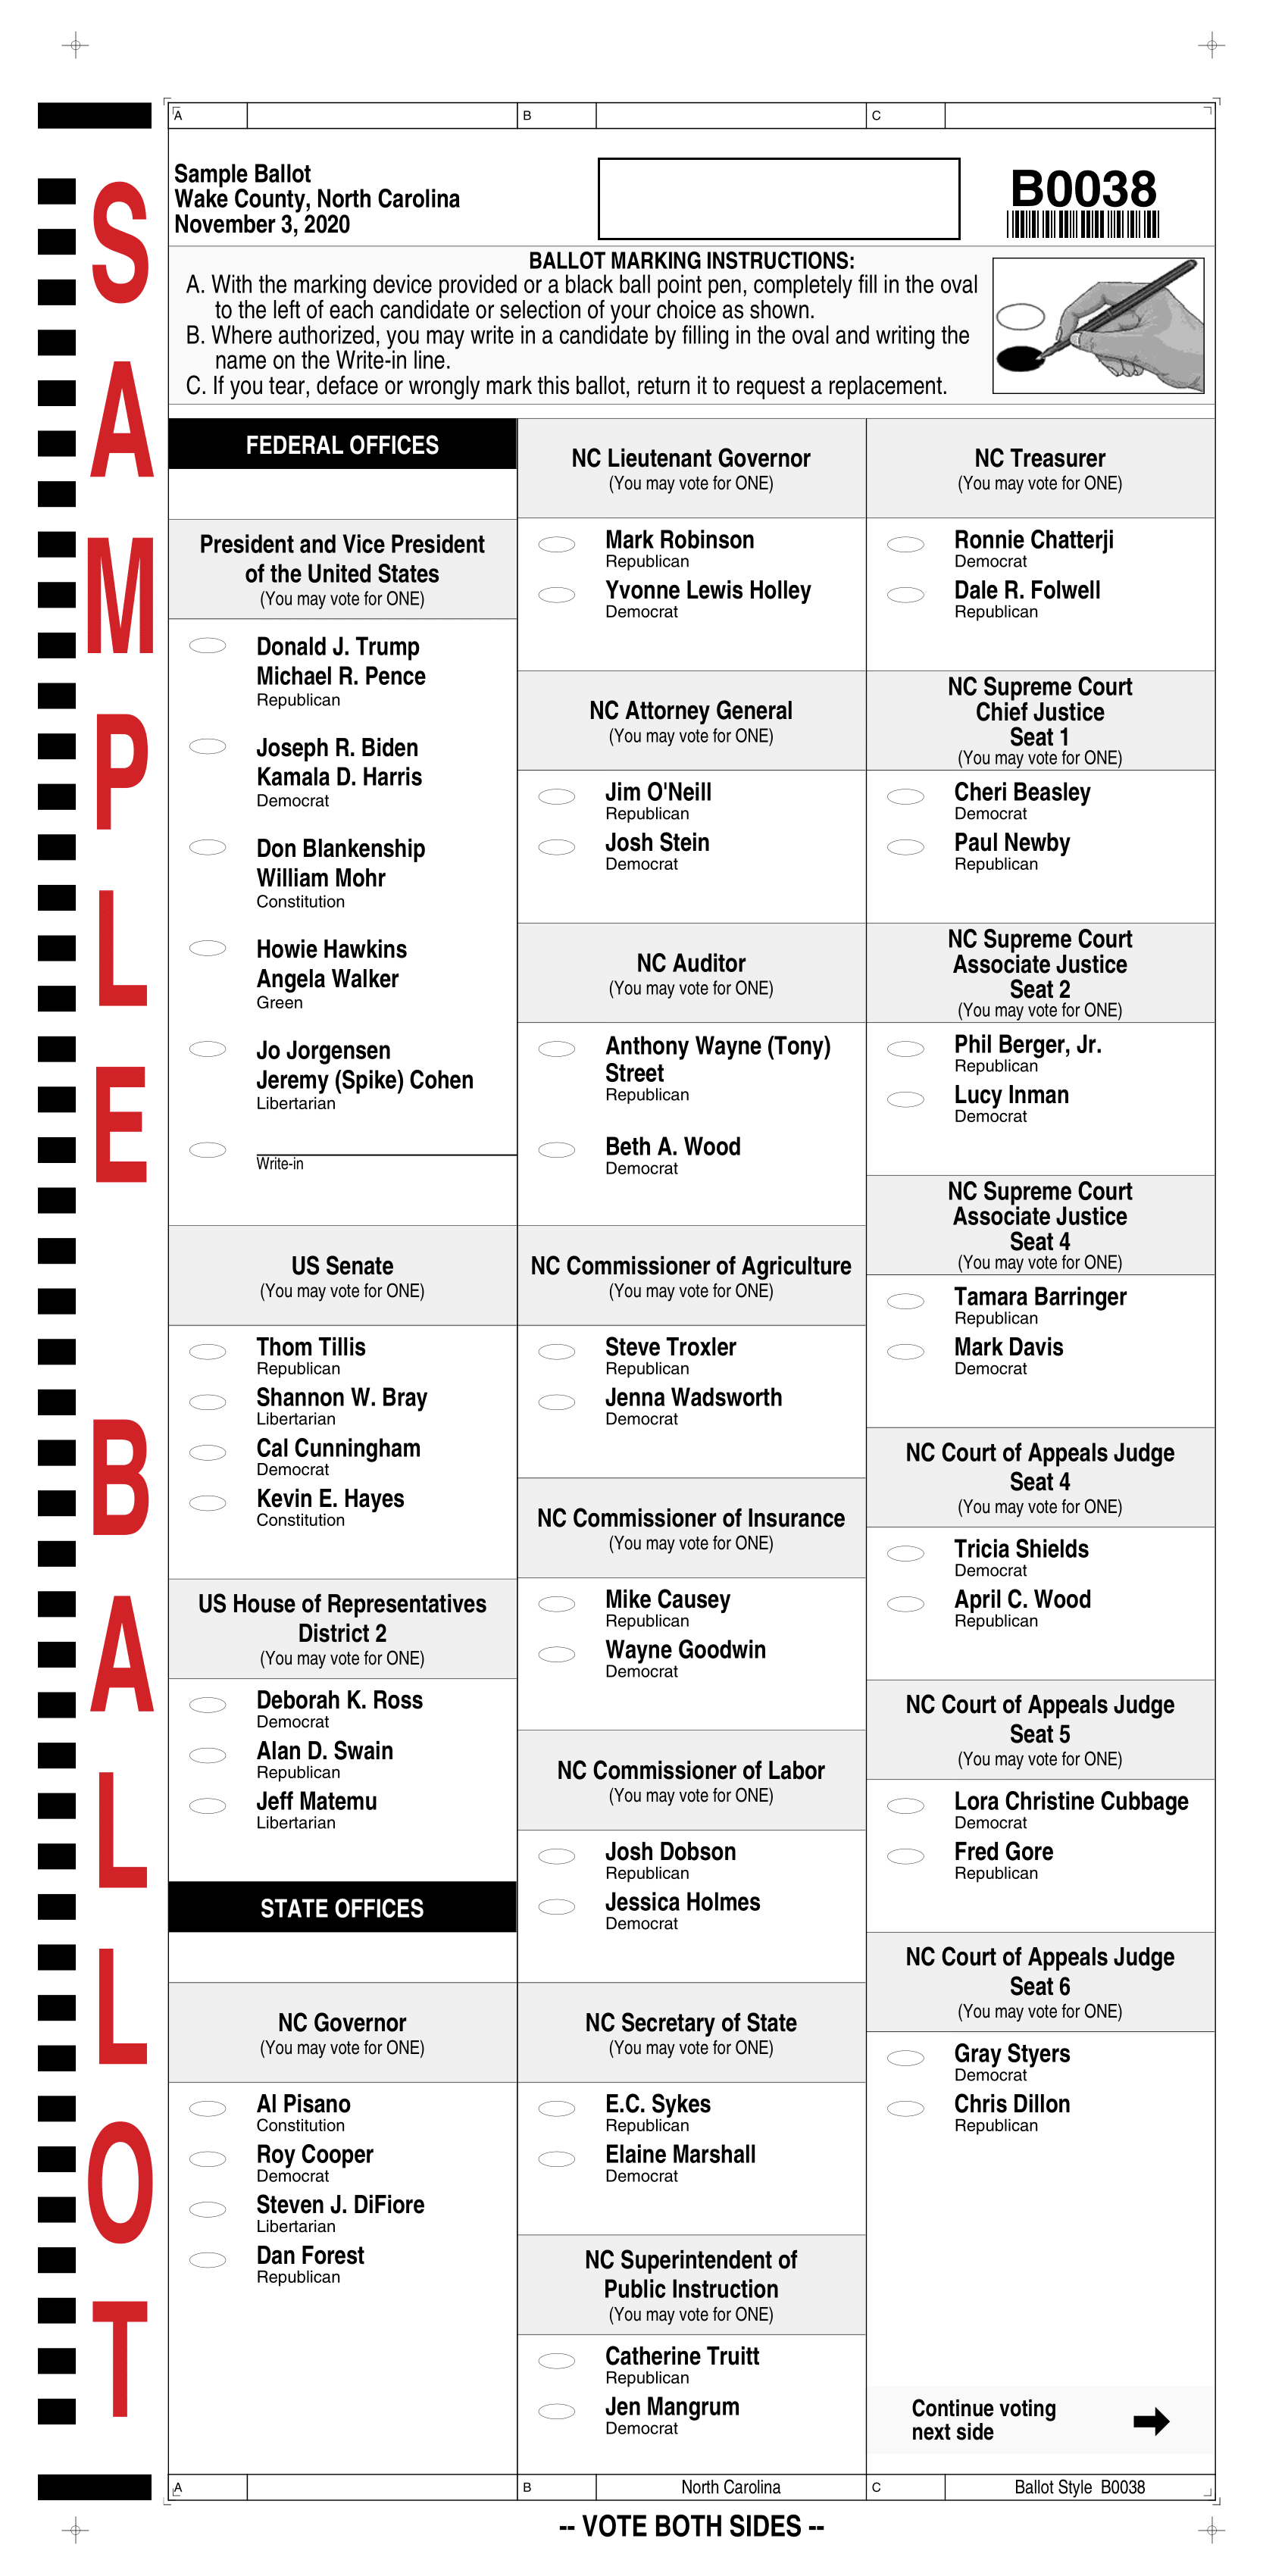 SAMPLE BALLOT
A
B
C
Sample Ballot
Wake County, North Carolina
November 3, 2020
B0038
BALLOT MARKING INSTRUCTIONS:
A. With the marking device provided or a black ball point pen, completely fill in the oval
to the left of each candidate or selection of your choice as shown.
B. Where authorized, you may write in a candidate by filling in the oval and writing the
name on the Write-in line.
C. If you tear, deface or wrongly mark this ballot, return it to request a replacement.
FEDERAL OFFICES
President and Vice President
of the United States
(You may vote for ONE)
Donald J. Trump
Michael R. Pence
Republican
Joseph R. Biden
Kamala D. Harris
Democrat
Don Blankenship
William Mohr
Constitution
Howie Hawkins
Angela Walker
Green
Jo Jorgensen
Jeremy (Spike) Cohen
Libertarian
Write-in
US Senate
(You may vote for ONE)
Thom Tillis
Republican
Shannon W. Bray
Libertarian
Cal Cunningham
Democrat
Kevin E. Hayes
Constitution
US House of Representatives
District 2
(You may vote for ONE)
Deborah K. Ross
Democrat
Alan D. Swain
Republican
Jeff Matemu
Libertarian
STATE OFFICES
NC Governor
(You may vote for ONE)
Al Pisano
Constitution
Roy Cooper
Democrat
Steven J. DiFiore
Libertarian
Dan Forest
Republican
NC Lieutenant Governor
(You may vote for ONE)
Mark Robinson
Republican
Yvonne Lewis Holley
Democrat
NC Attorney General
(You may vote for ONE)
Jim O'Neill
Republican
Josh Stein
Democrat
NC Auditor
(You may vote for ONE)
Anthony Wayne (Tony)
Street
Republican
Beth A. Wood
Democrat
NC Commissioner of Agriculture
(You may vote for ONE)
Steve Troxler
Republican
Jenna Wadsworth
Democrat
NC Commissioner of Insurance
(You may vote for ONE)
Mike Causey
Republican
Wayne Goodwin
Democrat
NC Commissioner of Labor
(You may vote for ONE)
Josh Dobson
Republican
Jessica Holmes
Democrat
NC Secretary of State
(You may vote for ONE)
E.C. Sykes
Republican
Elaine Marshall
Democrat
NC Superintendent of
Public Instruction
(You may vote for ONE)
Catherine Truitt
Republican
Jen Mangrum
Democrat
NC Treasurer
(You may vote for ONE)
Ronnie Chatterji
Democrat
Dale R. Folwell
Republican
NC Supreme Court
Chief Justice
Seat 1
(You may vote for ONE)
Cheri Beasley
Democrat
Paul Newby
Republican
NC Supreme Court
Associate Justice
Seat 2
(You may vote for ONE)
Phil Berger, Jr.
Republican
Lucy Inman
Democrat
NC Supreme Court
Associate Justice
Seat 4
(You may vote for ONE)
Tamara Barringer
Republican
Mark Davis
Democrat
NC Court of Appeals Judge
Seat 4
(You may vote for ONE)
Tricia Shields
Democrat
April C. Wood
Republican
NC Court of Appeals Judge
Seat 5
(You may vote for ONE)
Lora Christine Cubbage
Democrat
Fred Gore
Republican
NC Court of Appeals Judge
Seat 6
(You may vote for ONE)
Gray Styers
Democrat
Chris Dillon
Republican
Continue voting
next side
A
B
North Carolina
C
Ballot Style B0038
-- VOTE BOTH SIDES --